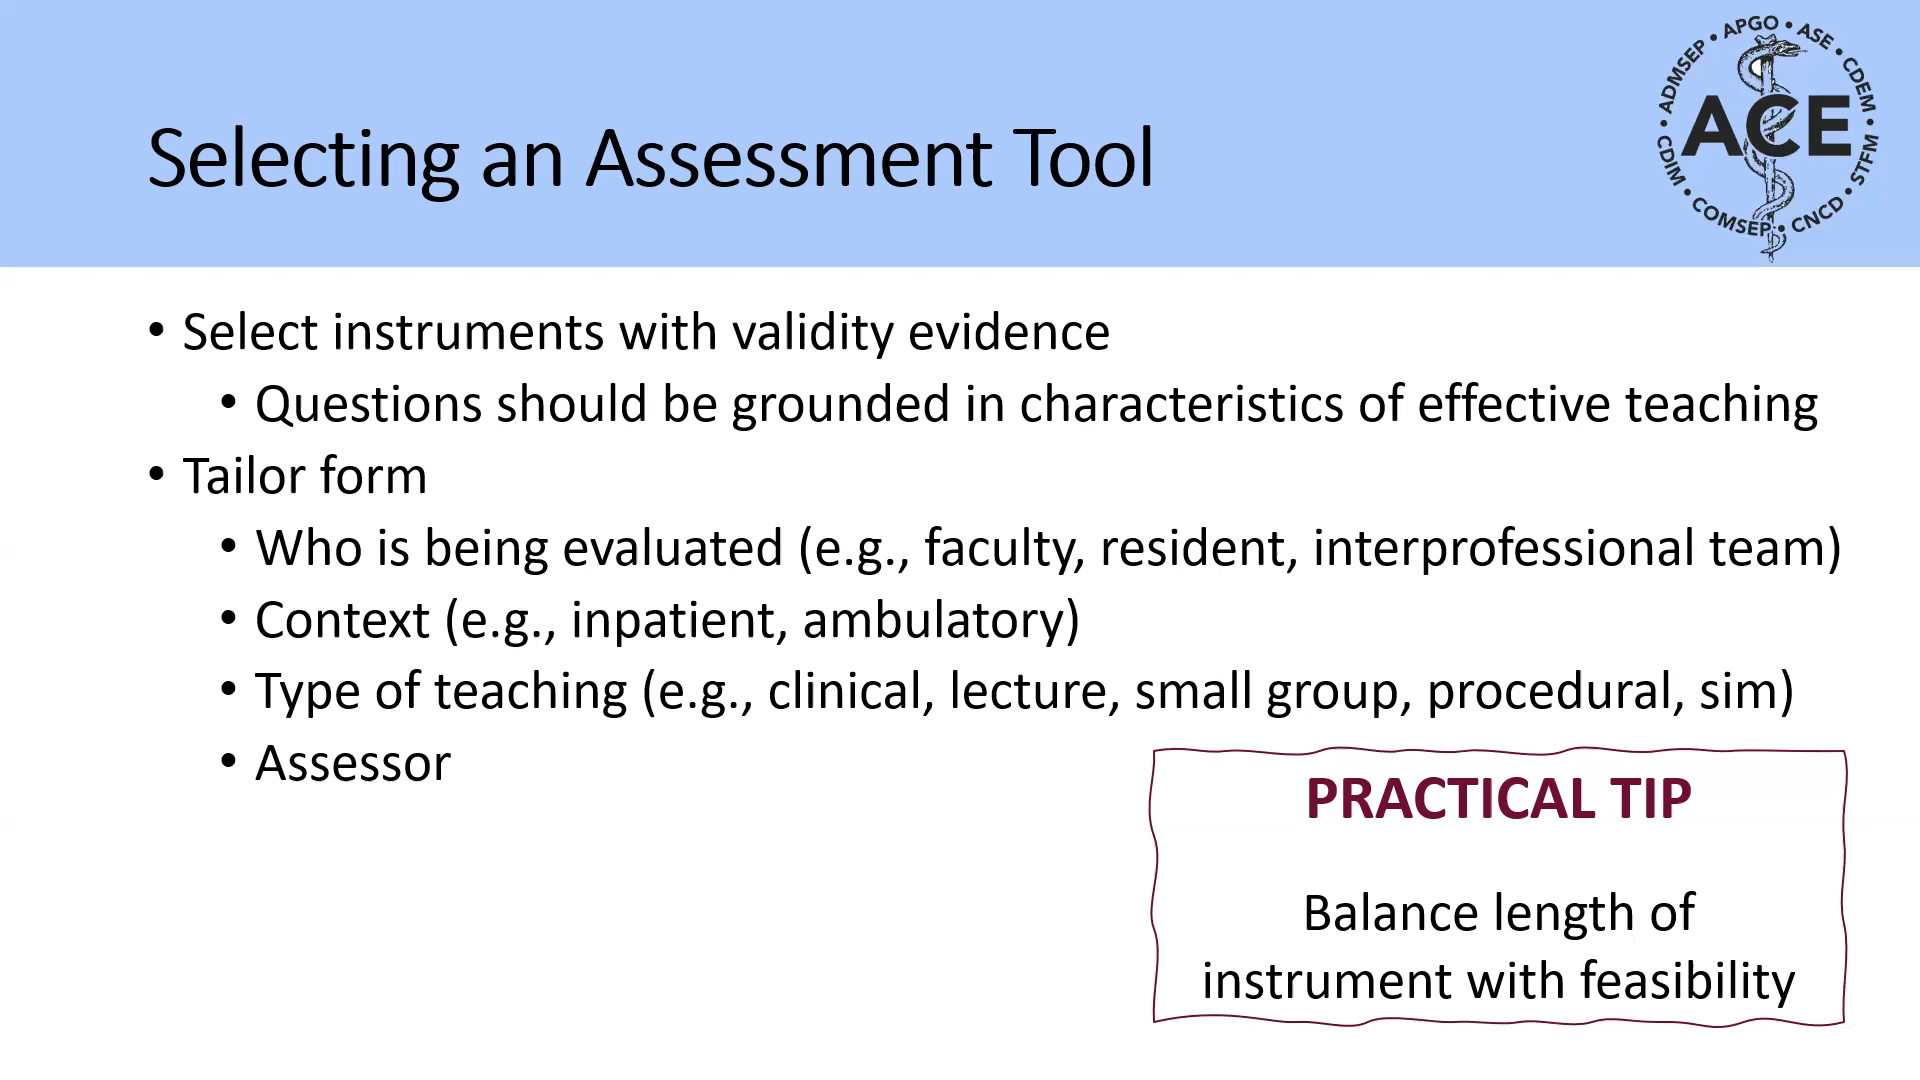 Selecting an Assessment Tool
ADMSEP • APGO • ASE • CDEM • STFM • CNCD • COMSEP • CDIM •
ACE
• Select instruments with validity evidence
• Questions should be grounded in characteristics of effective teaching
• Tailor form
• Who is being evaluated (e.g., faculty, resident, interprofessional team)
• Context (e.g., inpatient, ambulatory)
• Type of teaching (e.g., clinical, lecture, small group, procedural, sim)
• Assessor
PRACTICAL TIP
Balance length of
instrument with feasibility